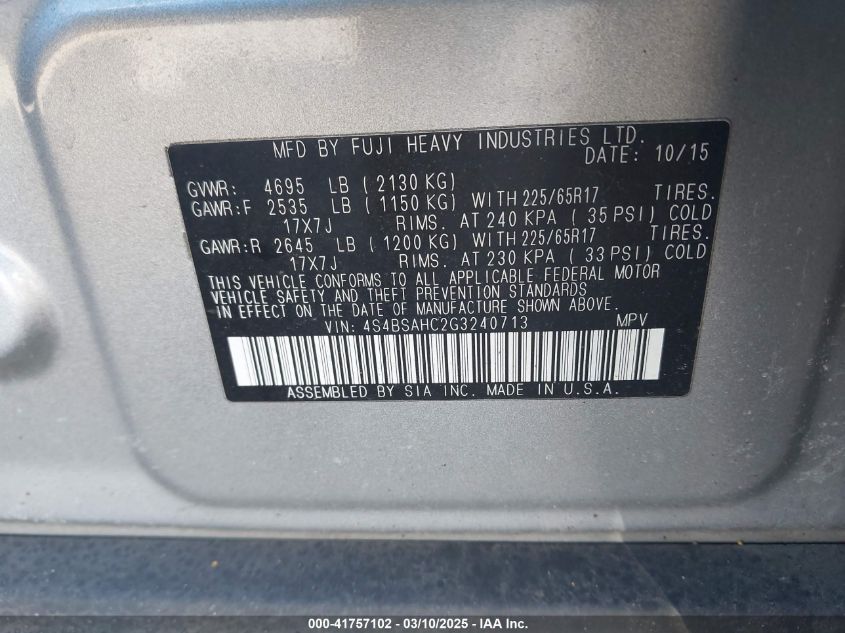 MFD BY FUJI HEAVY INDUSTRIES LTD.
DATE: 10/15
GVWR: 4695 LB ( 2130 KG)
GAWR:F 2535 LB ( 1150 KG) WITH 225/65R17 TIRES.
17X7J RIMS. AT 240 KPA ( 35 PSI) COLD
GAWR:R 2645 LB ( 1200 KG) WITH 225/65R17 TIRES.
17X7J RIMS. AT 230 KPA ( 33 PSI) COLD
THIS VEHICLE CONFORMS TO ALL APPLICABLE FEDERAL MOTOR
VEHICLE SAFETY AND THEFT PREVENTION STANDARDS
IN EFFECT ON THE DATE OF MANUFACTURE SHOWN ABOVE.
VIN: 4S4BSAHC2G3240713 MPV
ASSEMBLED BY SIA INC. MADE IN U.S.A.
000-41757102 — 03/10/2025 — IAA Inc.